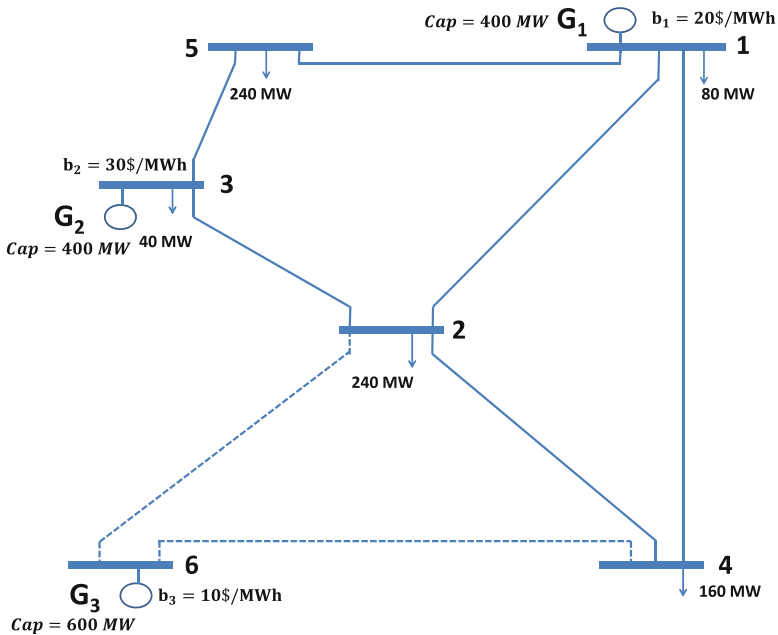 Cap = 400 MW G1 b1 = 20$/MWh
5 1
240 MW 80 MW
b2 = 30$/MWh
3
G2
Cap = 400 MW 40 MW
2
240 MW
6 4
G3 b3 = 10$/MWh 160 MW
Cap = 600 MW